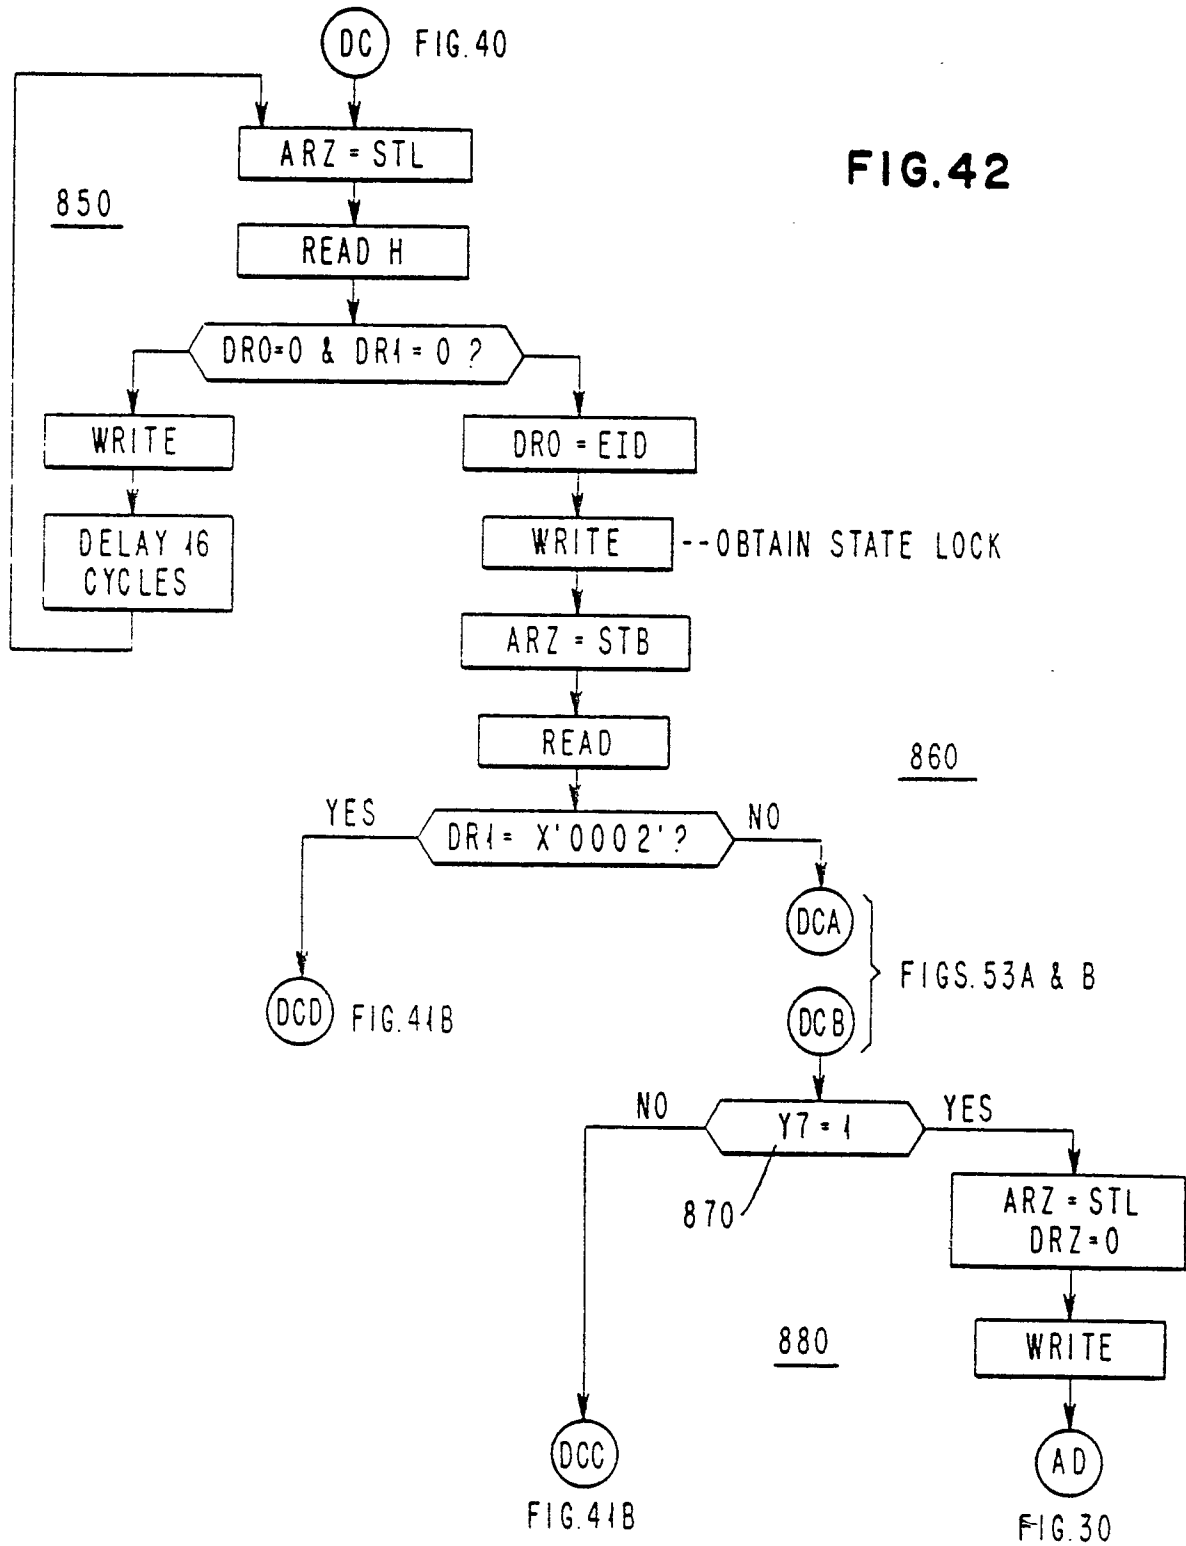 DC FIG.40
ARZ = STL
FIG.42
850
READ H
DR0=0 & DR1=0 ?
WRITE
DR0 = EID
DELAY 16
CYCLES
WRITE --OBTAIN STATE LOCK
ARZ = STB
READ
860
YES
DR1= X'0002'?
NO
DCA
DCD FIG.41B
FIGS.53A & B
DCB
NO
Y7=1
YES
870
ARZ = STL
DRZ=0
880
WRITE
DCC
FIG.41B
AD
FIG.30